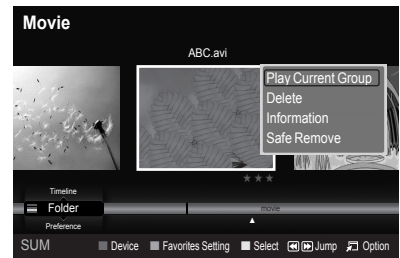 Movie
ABC.avi
Play Current Group
Delete
Information
Safe Remove
Timeline
Folder
movie
Preference
SUM Device Favorites Setting Select Jump Option